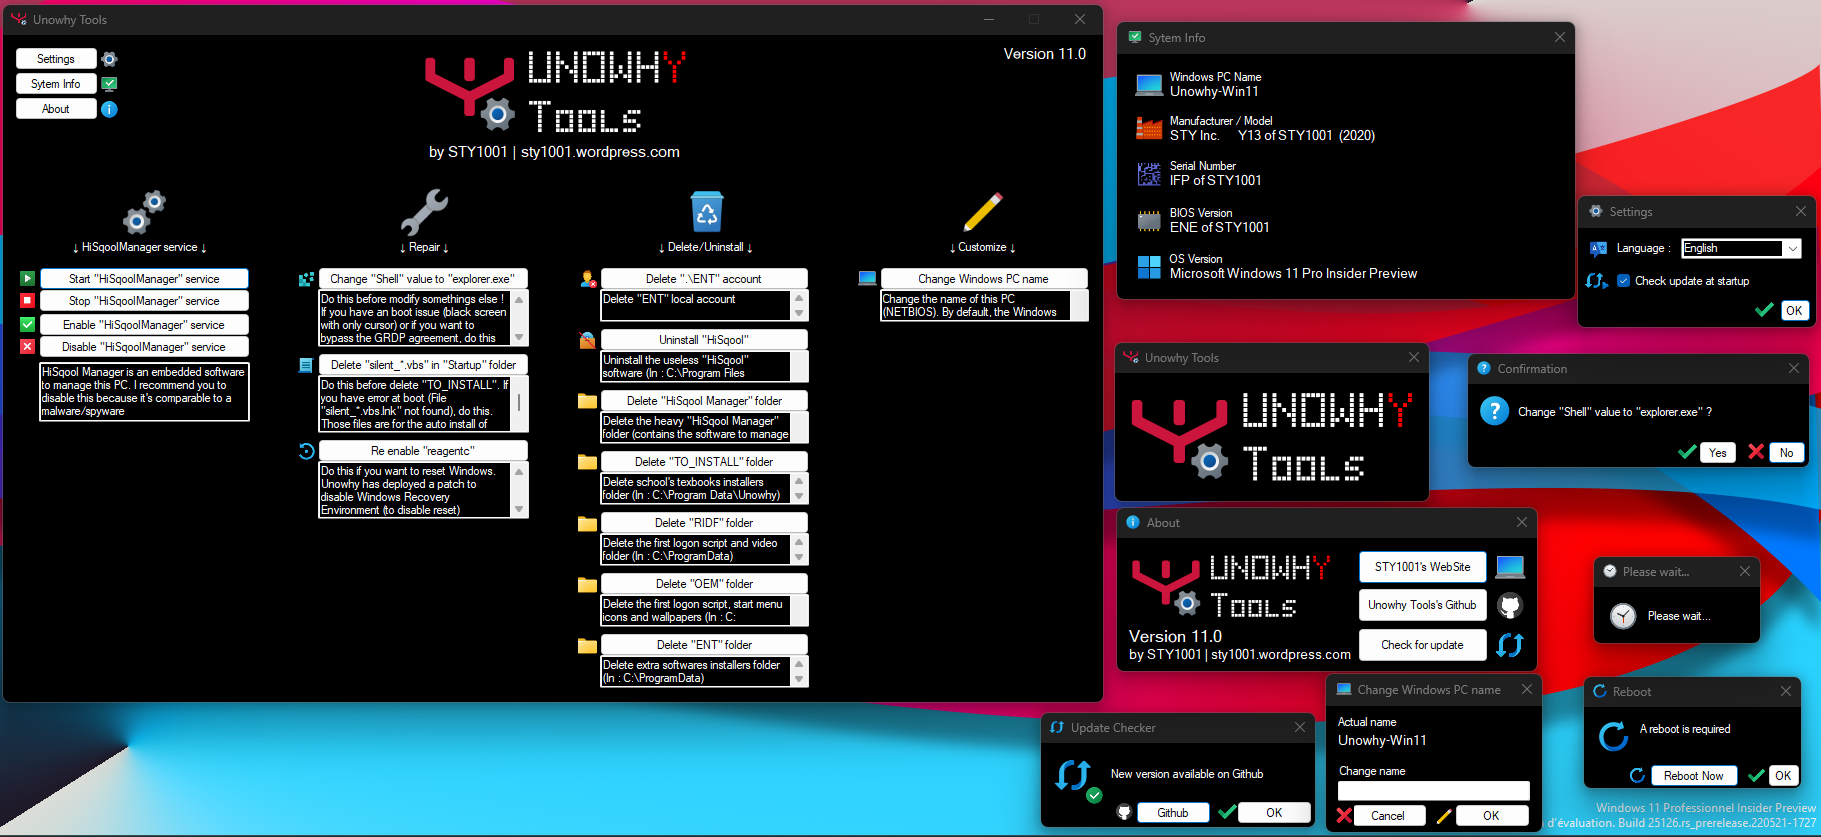 Unowhy Tools
Settings
Sytem Info
About
UNOWHY
Tools
by STY1001 | sty1001.wordpress.com
Version 11.0
↓ HiSqoolManager service ↓
Start "HiSqoolManager" service
Stop "HiSqoolManager" service
Enable "HiSqoolManager" service
Disable "HiSqoolManager" service
HiSqool Manager is an embedded software
to manage this PC. I recommend you to
disable this because it's comparable to a
malware/spyware
↓ Repair ↓
Change "Shell" value to "explorer.exe"
Do this before modify somethings else !
If you have an boot issue (black screen
with only cursor) or if you want to
bypass the GRDP agreement, do this
Delete "silent_*.vbs" in "Startup" folder
Do this before delete "TO_INSTALL". If
you have error at boot (File
"silent_*.vbs.lnk" not found), do this.
Those files are for the auto install of
Re enable "reagentc"
Do this if you want to reset Windows.
Unowhy has deployed a patch to
disable Windows Recovery
Environment (to disable reset)
↓ Delete/Uninstall ↓
Delete ".\ENT" account
Delete "ENT" local account
Uninstall "HiSqool"
Uninstall the useless "HiSqool"
software (In : C:\Program Files
Delete "HiSqool Manager" folder
Delete the heavy "HiSqool Manager"
folder (contains the software to manage
Delete "TO_INSTALL" folder
Delete school's texbooks installers
folder (In : C:\Program Data\Unowhy)
Delete "RIDF" folder
Delete the first logon script and video
folder (In : C:\ProgramData)
Delete "OEM" folder
Delete the first logon script, start menu
icons and wallpapers (In : C:
Delete "ENT" folder
Delete extra softwares installers folder
(In : C:\ProgramData)
↓ Customize ↓
Change Windows PC name
Change the name of this PC
(NETBIOS). By default, the Windows
Sytem Info
Windows PC Name
Unowhy-Win11
Manufacturer / Model
STY Inc. Y13 of STY1001 (2020)
Serial Number
IFP of STY1001
BIOS Version
ENE of STY1001
OS Version
Microsoft Windows 11 Pro Insider Preview
Settings
Language : English
Check update at startup
OK
Unowhy Tools
UNOWHY
Tools
Confirmation
Change "Shell" value to "explorer.exe" ?
Yes No
About
UNOWHY
Tools
Version 11.0
by STY1001 | sty1001.wordpress.com
STY1001's WebSite
Unowhy Tools's Github
Check for update
Please wait...
Please wait...
Update Checker
New version available on Github
Github OK
Change Windows PC name
Actual name
Unowhy-Win11
Change name
Cancel OK
Reboot
A reboot is required
Reboot Now OK
Windows 11 Professionnel Insider Preview
d'évaluation. Build 25126.rs_prerelease.220521-1727